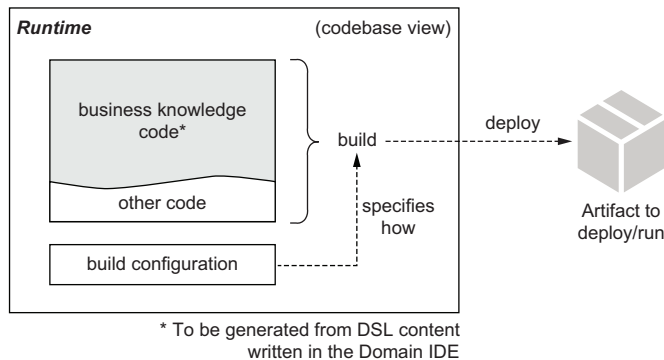 Runtime
(codebase view)
business knowledge
code*
build
deploy
other code
specifies
how
build configuration
Artifact to
deploy/run
* To be generated from DSL content
written in the Domain IDE